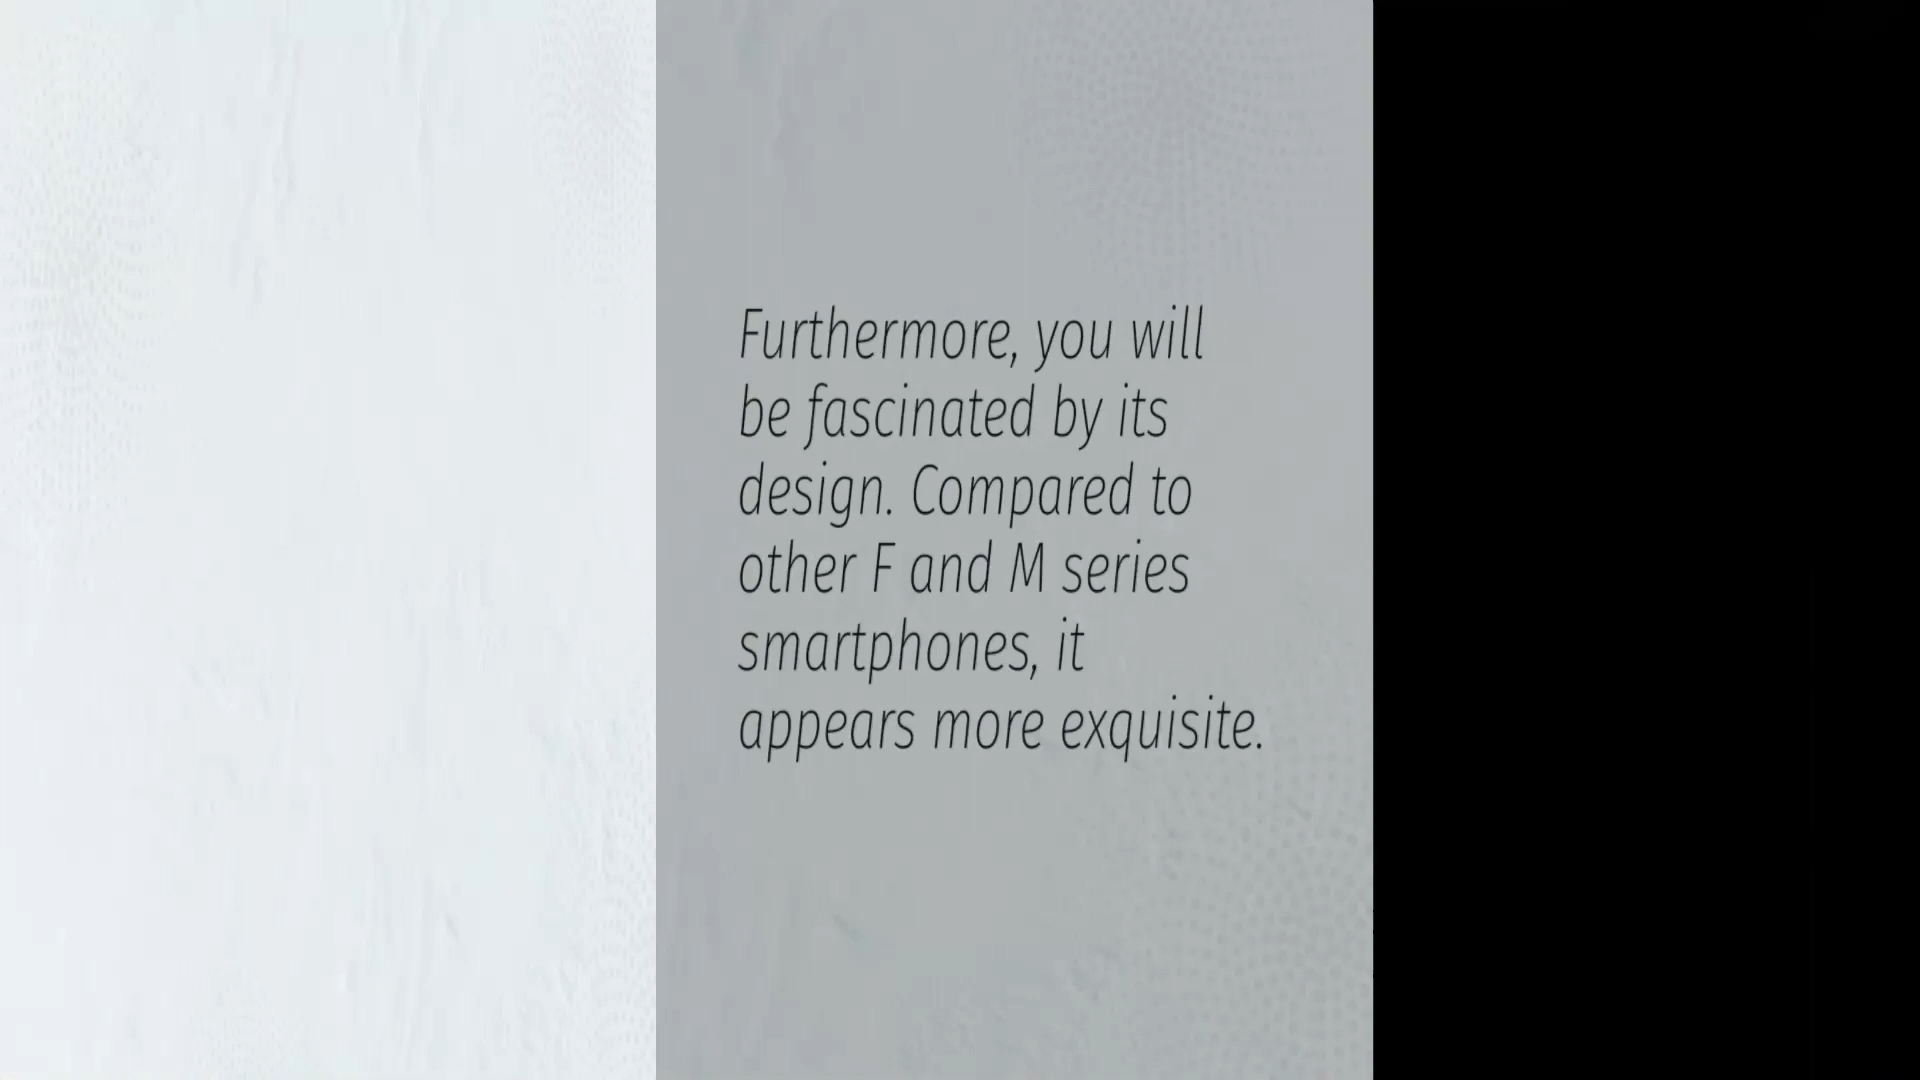 Furthermore, you will
be fascinated by its
design. Compared to
other F and M series
smartphones, it
appears more exquisite.